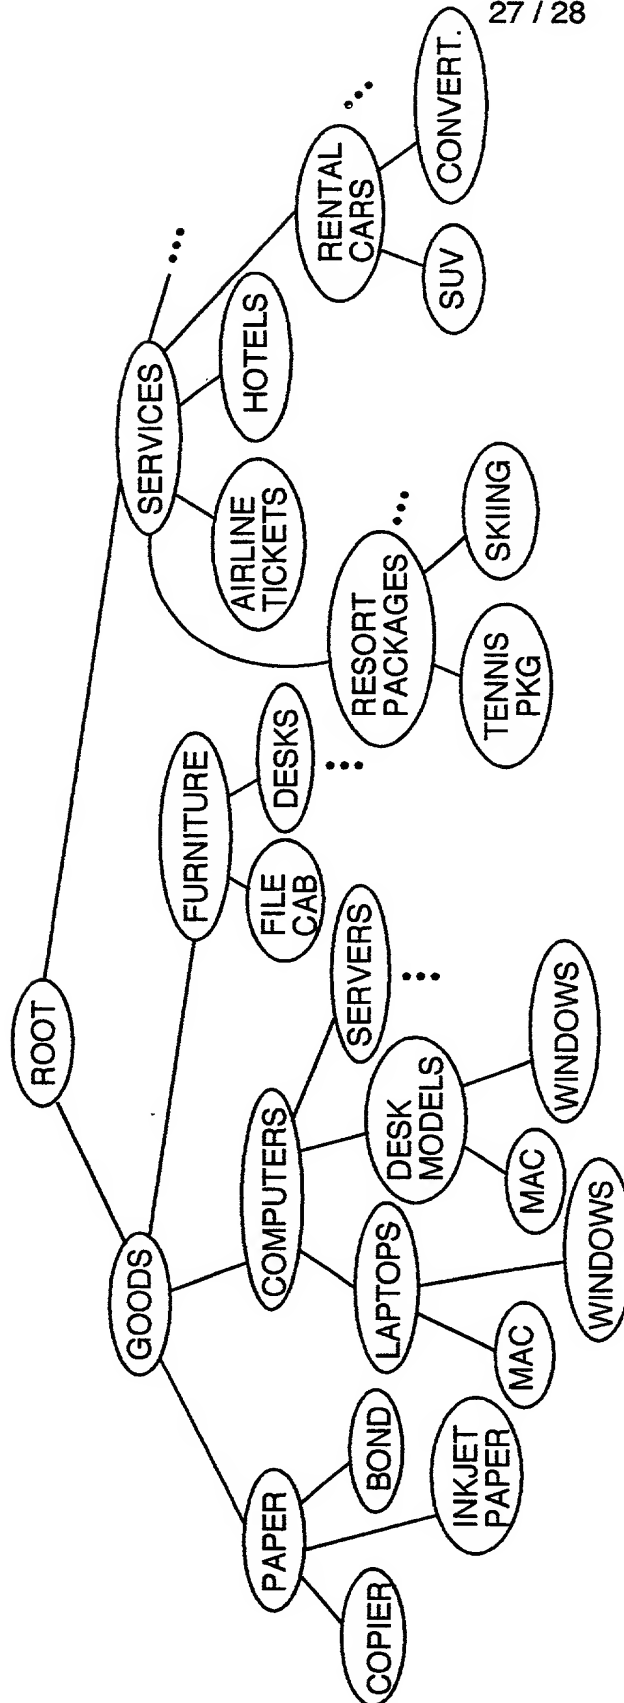 27 / 28
ROOT
GOODS
SERVICES
PAPER
COMPUTERS
FURNITURE
AIRLINE
TICKETS
HOTELS
RENTAL
CARS
RESORT
PACKAGES
COPIER
INKJET
PAPER
BOND
LAPTOPS
DESK
MODELS
SERVERS
FILE
CAB
DESKS
TENNIS
PKG
SKIING
SUV
CONVERT.
MAC
WINDOWS
MAC
WINDOWS